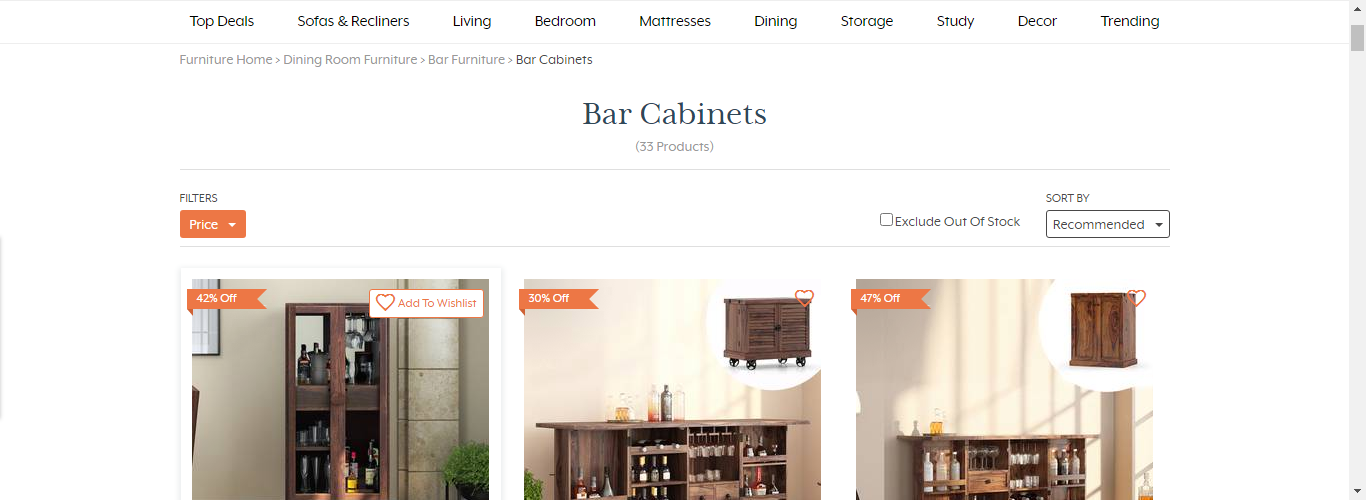 Top Deals Sofas & Recliners Living Bedroom Mattresses Dining Storage Study Decor Trending
Furniture Home > Dining Room Furniture > Bar Furniture > Bar Cabinets
Bar Cabinets
(33 Products)
FILTERS
SORT BY
Price
Exclude Out Of Stock
Recommended
42% Off
Add To Wishlist
30% Off
47% Off